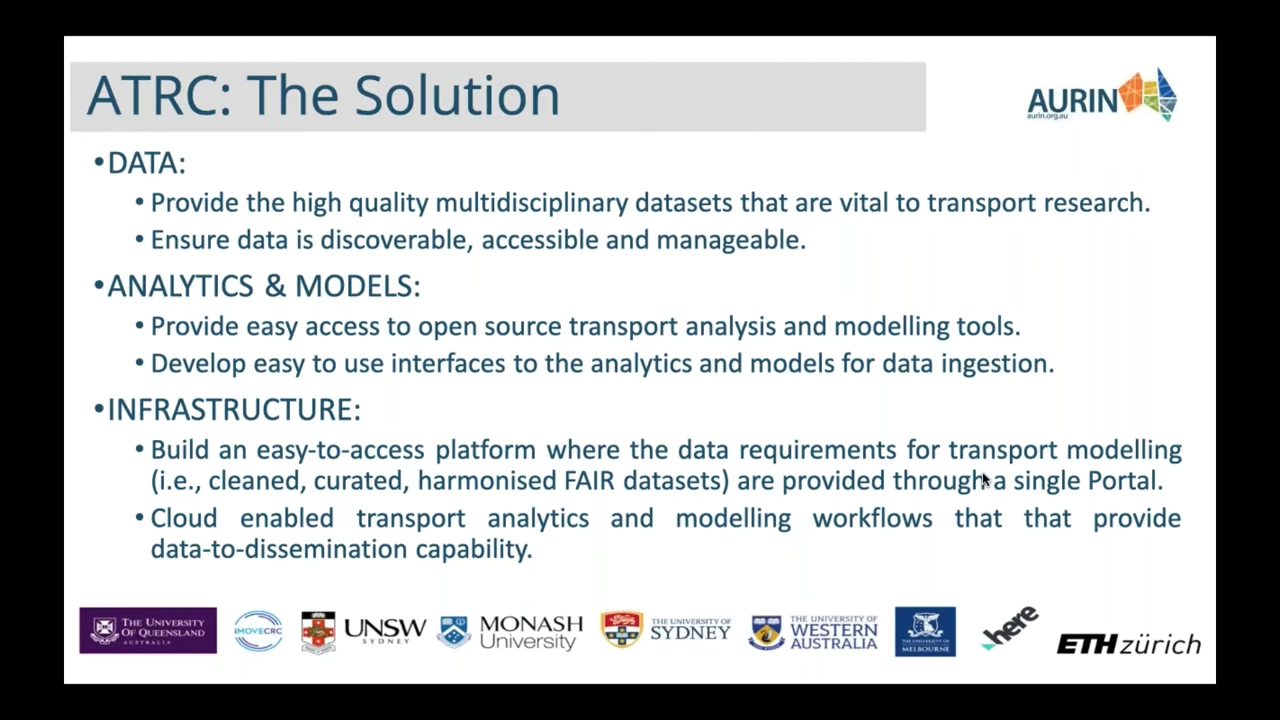 ATRC: The Solution
AURIN
aurin.org.au
•DATA:
• Provide the high quality multidisciplinary datasets that are vital to transport research.
• Ensure data is discoverable, accessible and manageable.
•ANALYTICS & MODELS:
• Provide easy access to open source transport analysis and modelling tools.
• Develop easy to use interfaces to the analytics and models for data ingestion.
•INFRASTRUCTURE:
• Build an easy-to-access platform where the data requirements for transport modelling
(i.e., cleaned, curated, harmonised FAIR datasets) are provided through a single Portal.
• Cloud enabled transport analytics and modelling workflows that that provide
data-to-dissemination capability.
THE UNIVERSITY
OF QUEENSLAND
AUSTRALIA
iMOVECRC
UNSW
SYDNEY
MONASH
University
THE UNIVERSITY OF
SYDNEY
THE UNIVERSITY OF
WESTERN
AUSTRALIA
THE UNIVERSITY OF
MELBOURNE
here
ETH zürich